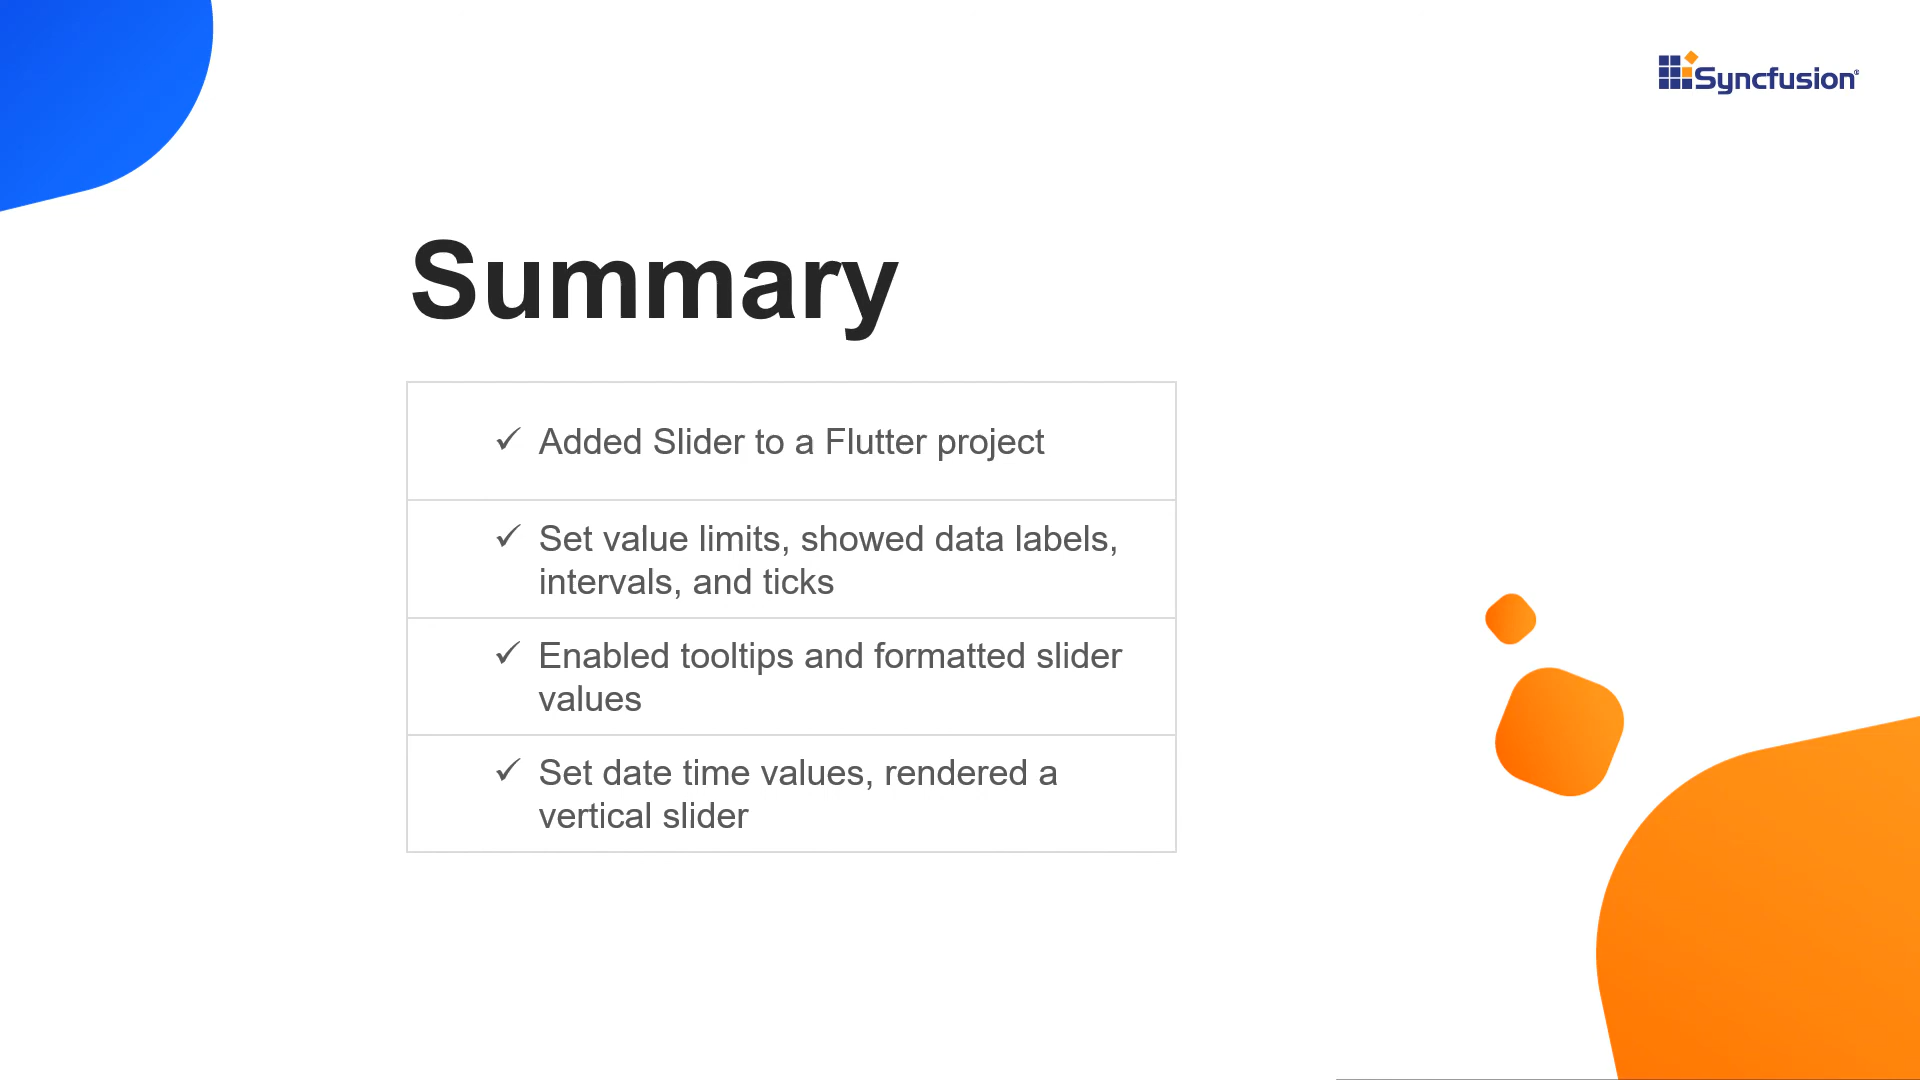 Syncfusion®
Summary
✓ Added Slider to a Flutter project
✓ Set value limits, showed data labels,
intervals, and ticks
✓ Enabled tooltips and formatted slider
values
✓ Set date time values, rendered a
vertical slider